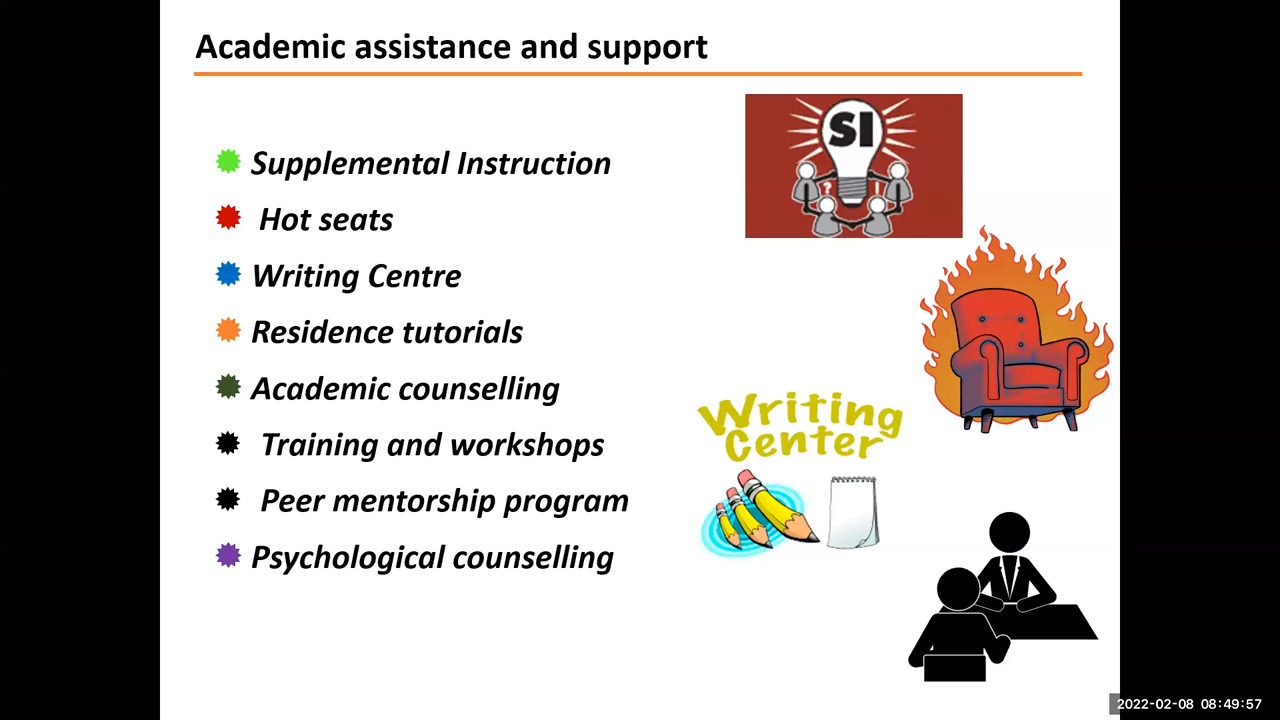 Academic assistance and support
SI
Supplemental Instruction
Hot seats
Writing Centre
Residence tutorials
Academic counselling
Training and workshops
Peer mentorship program
Psychological counselling
Writing
Center
2022-02-08 08:49:57